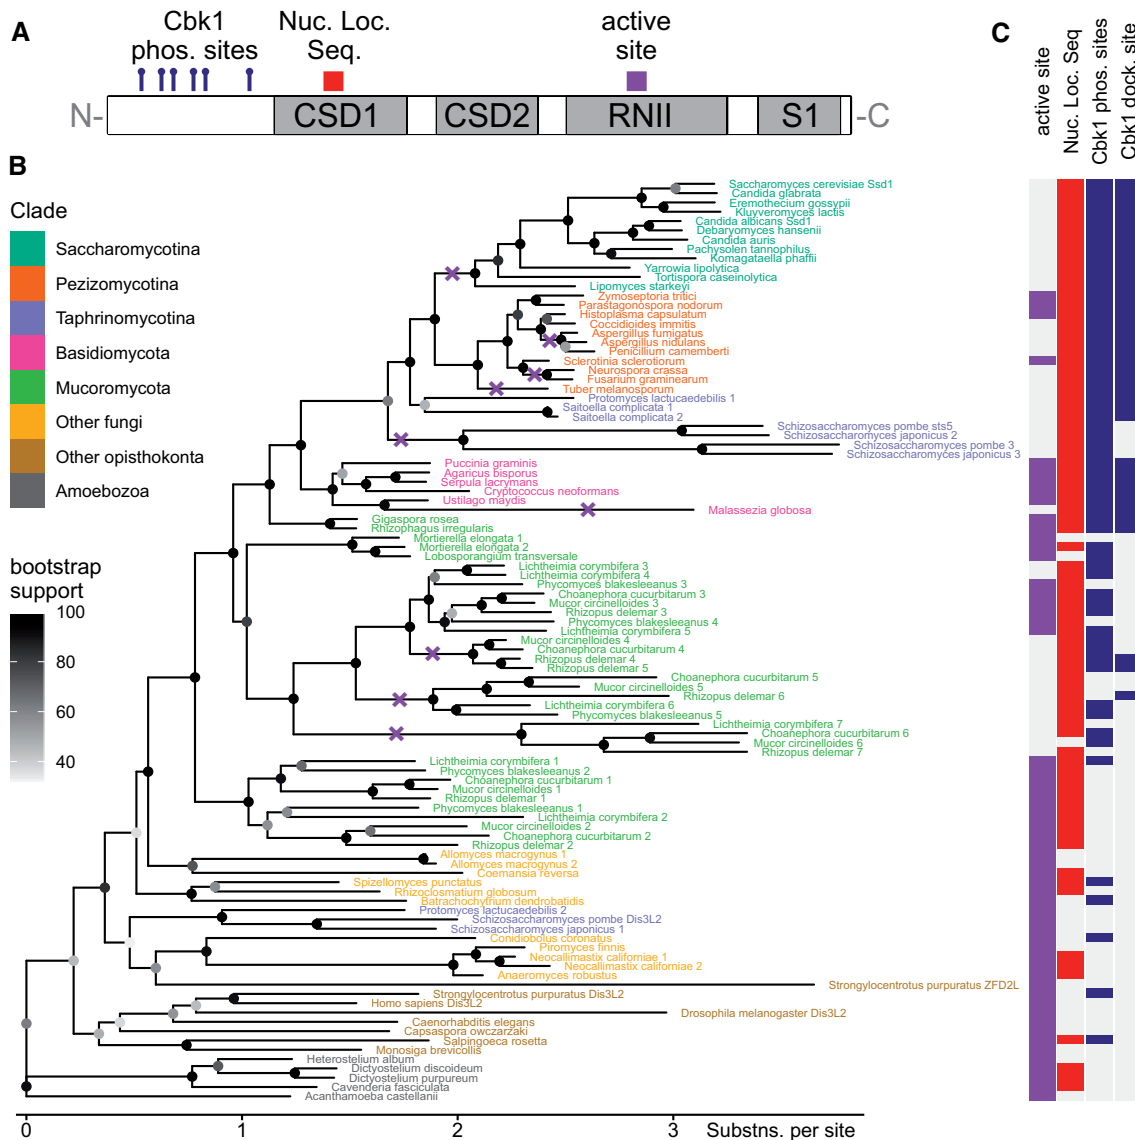 A
Cbk1
phos. sites
Nuc. Loc.
Seq.
active
site
N-
CSD1
CSD2
RNII
S1
-C
C
active site
Nuc. Loc. Seq
Cbk1 phos. sites
Cbk1 dock. site
B
Clade
Saccharomycotina
Pezizomycotina
Taphrinomycotina
Basidiomycota
Mucoromycota
Other fungi
Other opisthokonta
Amoebozoa
bootstrap
support
100
80
60
40
Saccharomyces cerevisiae Ssd1
Candida glabrata
Eremothecium gossypii
Kluyveromyces lactis
Candida albicans Ssd1
Debaryomyces hansenii
Candida auris
Pachysolen tannophilus
Komagataella phaffii
Yarrowia lipolytica
Tortispora caseinolytica
Lipomyces starkeyi
Zymoseptoria tritici
Parastagonospora nodorum
Histoplasma capsulatum
Coccidioides immitis
Aspergillus fumigatus
Aspergillus nidulans
Penicillium camemberti
Sclerotinia sclerotiorum
Neurospora crassa
Fusarium graminearum
Tuber melanosporum
Protomyces lactucaedebilis 1
Saitoella complicata 1
Saitoella complicata 2
Schizosaccharomyces pombe sts5
Schizosaccharomyces japonicus 2
Schizosaccharomyces pombe 3
Schizosaccharomyces japonicus 3
Puccinia graminis
Agaricus bisporus
Serpula lacrymans
Cryptococcus neoformans
Ustilago maydis
Malassezia globosa
Gigaspora rosea
Rhizophagus irregularis
Mortierella elongata 1
Mortierella elongata 2
Lobosporangium transversale
Lichtheimia corymbifera 3
Lichtheimia corymbifera 4
Phycomyces blakesleeanus 3
Choanephora cucurbitarum 3
Mucor circinelloides 3
Rhizopus delemar 3
Phycomyces blakesleeanus 4
Lichtheimia corymbifera 5
Mucor circinelloides 4
Choanephora cucurbitarum 4
Rhizopus delemar 4
Rhizopus delemar 5
Choanephora cucurbitarum 5
Mucor circinelloides 5
Rhizopus delemar 6
Lichtheimia corymbifera 6
Phycomyces blakesleeanus 5
Lichtheimia corymbifera 7
Choanephora cucurbitarum 6
Mucor circinelloides 6
Rhizopus delemar 7
Lichtheimia corymbifera 1
Phycomyces blakesleeanus 2
Choanephora cucurbitarum 1
Mucor circinelloides 1
Rhizopus delemar 1
Phycomyces blakesleeanus 1
Lichtheimia corymbifera 2
Mucor circinelloides 2
Choanephora cucurbitarum 2
Rhizopus delemar 2
Allomyces macrogynus 1
Allomyces macrogynus 2
Coemansia reversa
Spizellomyces punctatus
Rhizoclosmatium globosum
Batrachochytrium dendrobatidis
Protomyces lactucaedebilis 2
Schizosaccharomyces pombe Dis3L2
Schizosaccharomyces japonicus 1
Conidiobolus coronatus
Piromyces finnis
Neocallimastix californiae 1
Neocallimastix californiae 2
Anaeromyces robustus
Strongylocentrotus purpuratus ZFD2L
Strongylocentrotus purpuratus Dis3L2
Homo sapiens Dis3L2
Drosophila melanogaster Dis3L2
Caenorhabditis elegans
Capsaspora owczarzaki
Salpingoeca rosetta
Monosiga brevicollis
Heterostelium album
Dictyostelium discoideum
Dictyostelium purpureum
Cavenderia fasciculata
Acanthamoeba castellanii
0
1
2
3
Substns. per site